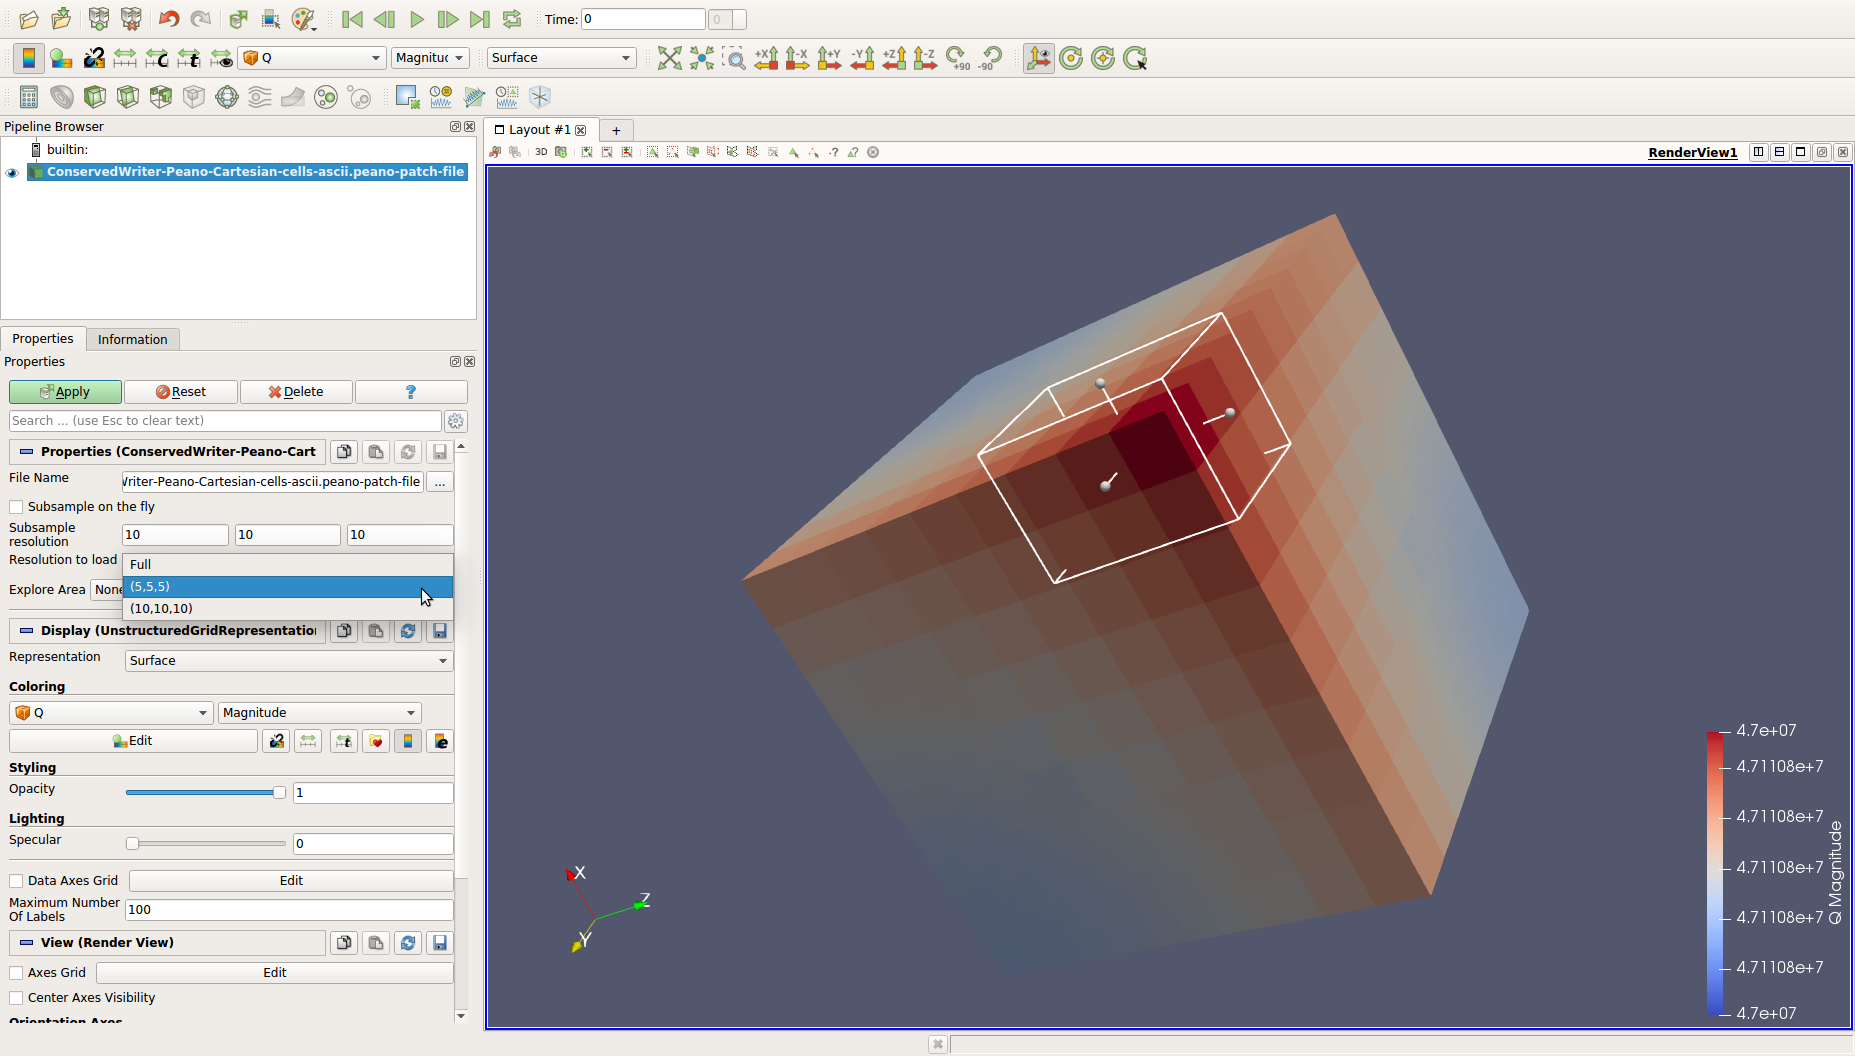 Time: 0 0
+X -X +Y -Y +Z -Z +90 -90
Q Magnituc Surface
Pipeline Browser
builtin:
ConservedWriter-Peano-Cartesian-cells-ascii.peano-patch-file
Layout #1 +
3D
RenderView1
Properties Information
Properties
Apply Reset Delete ?
Search ... (use Esc to clear text)
Properties (ConservedWriter-Peano-Cart
File Name Writer-Peano-Cartesian-cells-ascii.peano-patch-file ...
Subsample on the fly
Subsample
resolution 10 10 10
Resolution to load
Full
(5,5,5)
(10,10,10)
Explore Area None
Display (UnstructuredGridRepresentation
Representation Surface
Coloring
Q Magnitude
Edit
Styling
Opacity 1
Lighting
Specular 0
Data Axes Grid Edit
Maximum Number
Of Labels 100
View (Render View)
Axes Grid Edit
Center Axes Visibility
Orientation Axes
X
Z
Y
4.7e+07
4.71108e+7
4.71108e+7
4.71108e+7
4.71108e+7
4.71108e+7
4.7e+07
Q Magnitude